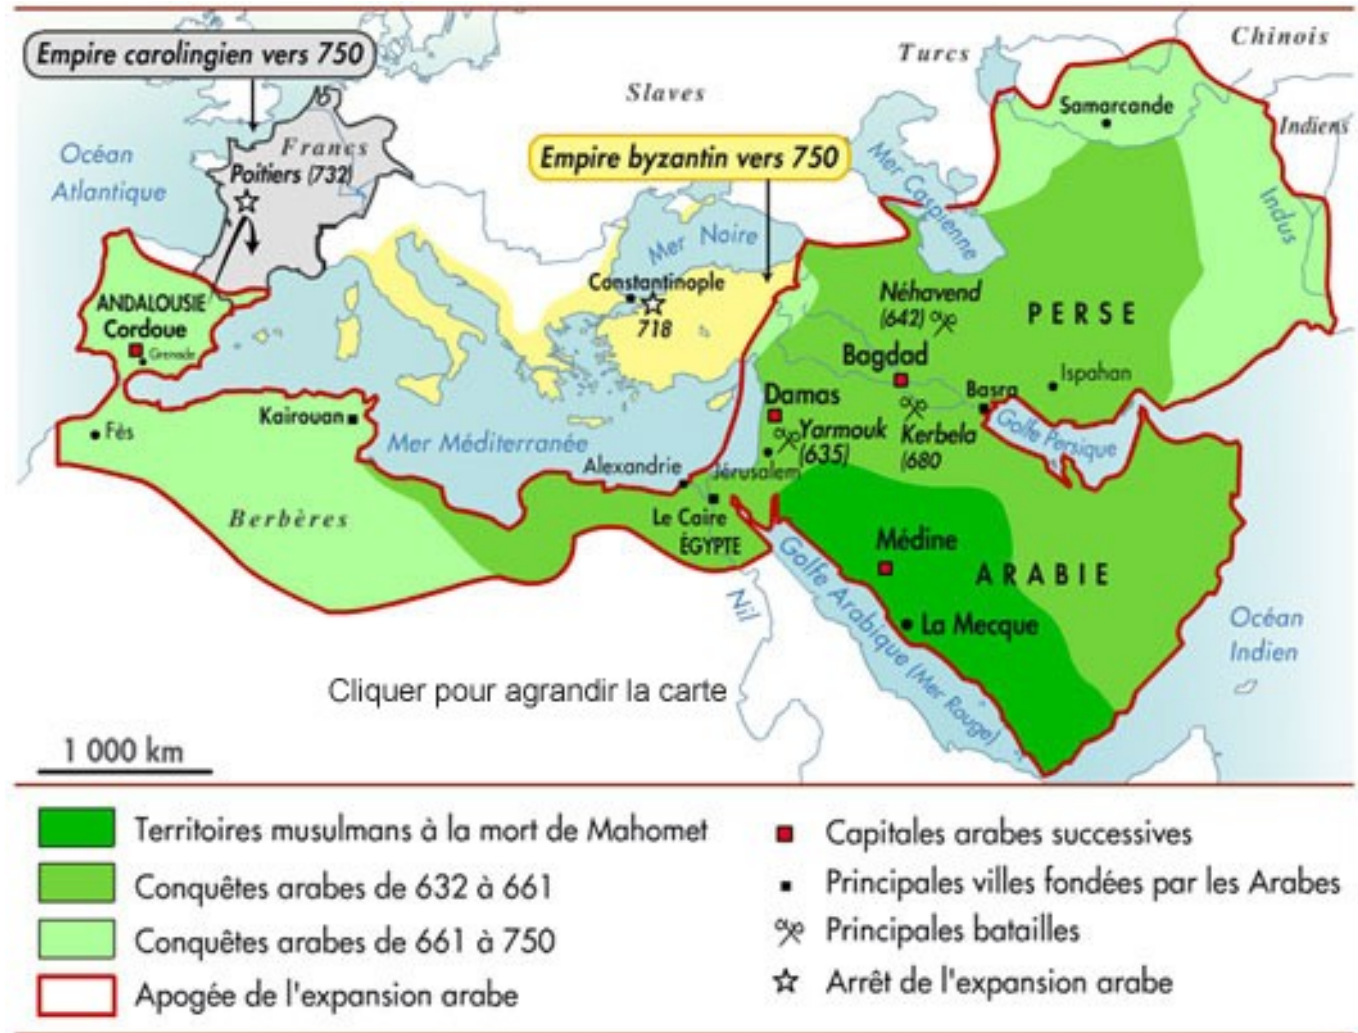 Empire carolingien vers 750
Turcs
Chinois
Slaves
Samarcande
Indiens
Océan
Atlantique
Francs
Poitiers (732)
Empire byzantin vers 750
Mer Caspienne
Indus
Mer Noire
Constantinople
718
Néhavend
(642)
PERSE
ANDALOUSIE
Cordoue
Grenade
Bagdad
Ispahan
Damas
Basra
Kairouan
Fès
Mer Méditerranée
Yarmouk
(635)
Kerbela
(680
Golfe Persique
Alexandrie
Jérusalem
Berbères
Le Caire
ÉGYPTE
Médine
ARABIE
Golfe Arabique (Mer Rouge)
Nil
La Mecque
Océan
Indien
Cliquer pour agrandir la carte
1 000 km
Territoires musulmans à la mort de Mahomet
Conquêtes arabes de 632 à 661
Conquêtes arabes de 661 à 750
Apogée de l'expansion arabe
Capitales arabes successives
Principales villes fondées par les Arabes
Principales batailles
Arrêt de l'expansion arabe